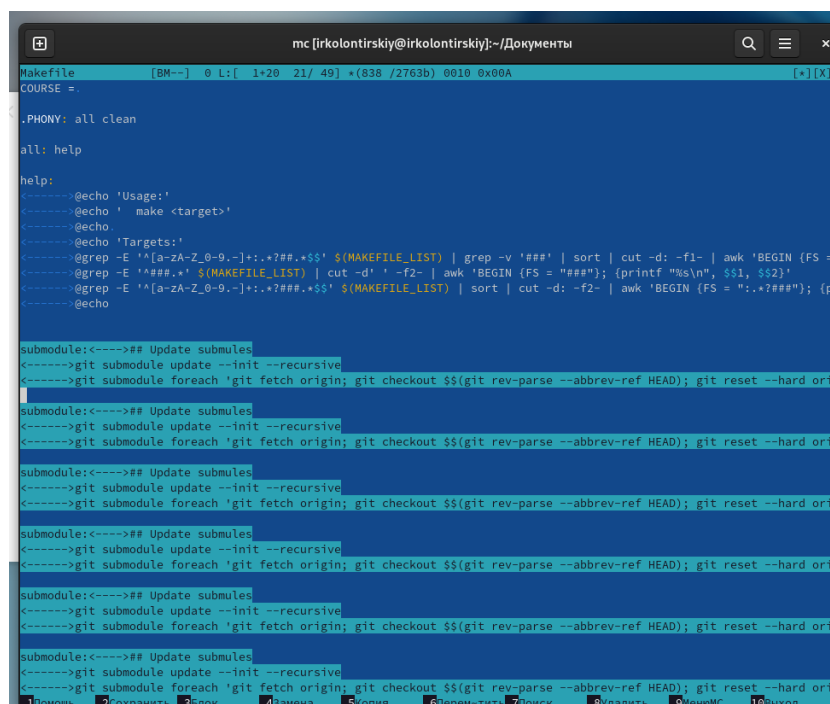 mc [irkolontirskiy@irkolontirskiy]:~/Документы
Makefile [BM--] 0 L:[ 1+20 21/ 49] *(838 /2763b) 0010 0x00A [*][X]
COURSE =.
.PHONY: all clean
all: help
help:
<------>@echo 'Usage:'
<------>@echo '  make <target>'
<------>@echo.
<------>@echo 'Targets:'
<------>@grep -E '^[a-zA-Z_0-9.-]+:.*?##.*$$' $(MAKEFILE_LIST) | grep -v '###' | sort | cut -d: -f1- | awk 'BEGIN {FS =
<------>@grep -E '^###.*' $(MAKEFILE_LIST) | cut -d' ' -f2- | awk 'BEGIN {FS = "###"}; {printf "%s\n", $$1, $$2}'
<------>@grep -E '^[a-zA-Z_0-9.-]+:.*?###.*$$' $(MAKEFILE_LIST) | sort | cut -d: -f2- | awk 'BEGIN {FS = ":.*?###"}; {p
<------>@echo
submodule:<---->## Update submules
<------>git submodule update --init --recursive
<------>git submodule foreach 'git fetch origin; git checkout $$(git rev-parse --abbrev-ref HEAD); git reset --hard ori
submodule:<---->## Update submules
<------>git submodule update --init --recursive
<------>git submodule foreach 'git fetch origin; git checkout $$(git rev-parse --abbrev-ref HEAD); git reset --hard ori
submodule:<---->## Update submules
<------>git submodule update --init --recursive
<------>git submodule foreach 'git fetch origin; git checkout $$(git rev-parse --abbrev-ref HEAD); git reset --hard ori
submodule:<---->## Update submules
<------>git submodule update --init --recursive
<------>git submodule foreach 'git fetch origin; git checkout $$(git rev-parse --abbrev-ref HEAD); git reset --hard ori
submodule:<---->## Update submules
<------>git submodule update --init --recursive
<------>git submodule foreach 'git fetch origin; git checkout $$(git rev-parse --abbrev-ref HEAD); git reset --hard ori
submodule:<---->## Update submules
<------>git submodule update --init --recursive
<------>git submodule foreach 'git fetch origin; git checkout $$(git rev-parse --abbrev-ref HEAD); git reset --hard ori
1Помощь 2Сохранить 3Блок 4Замена 5Копия 6Перем~тить 7Поиск 8Удалить 9МенюMC 10Выход